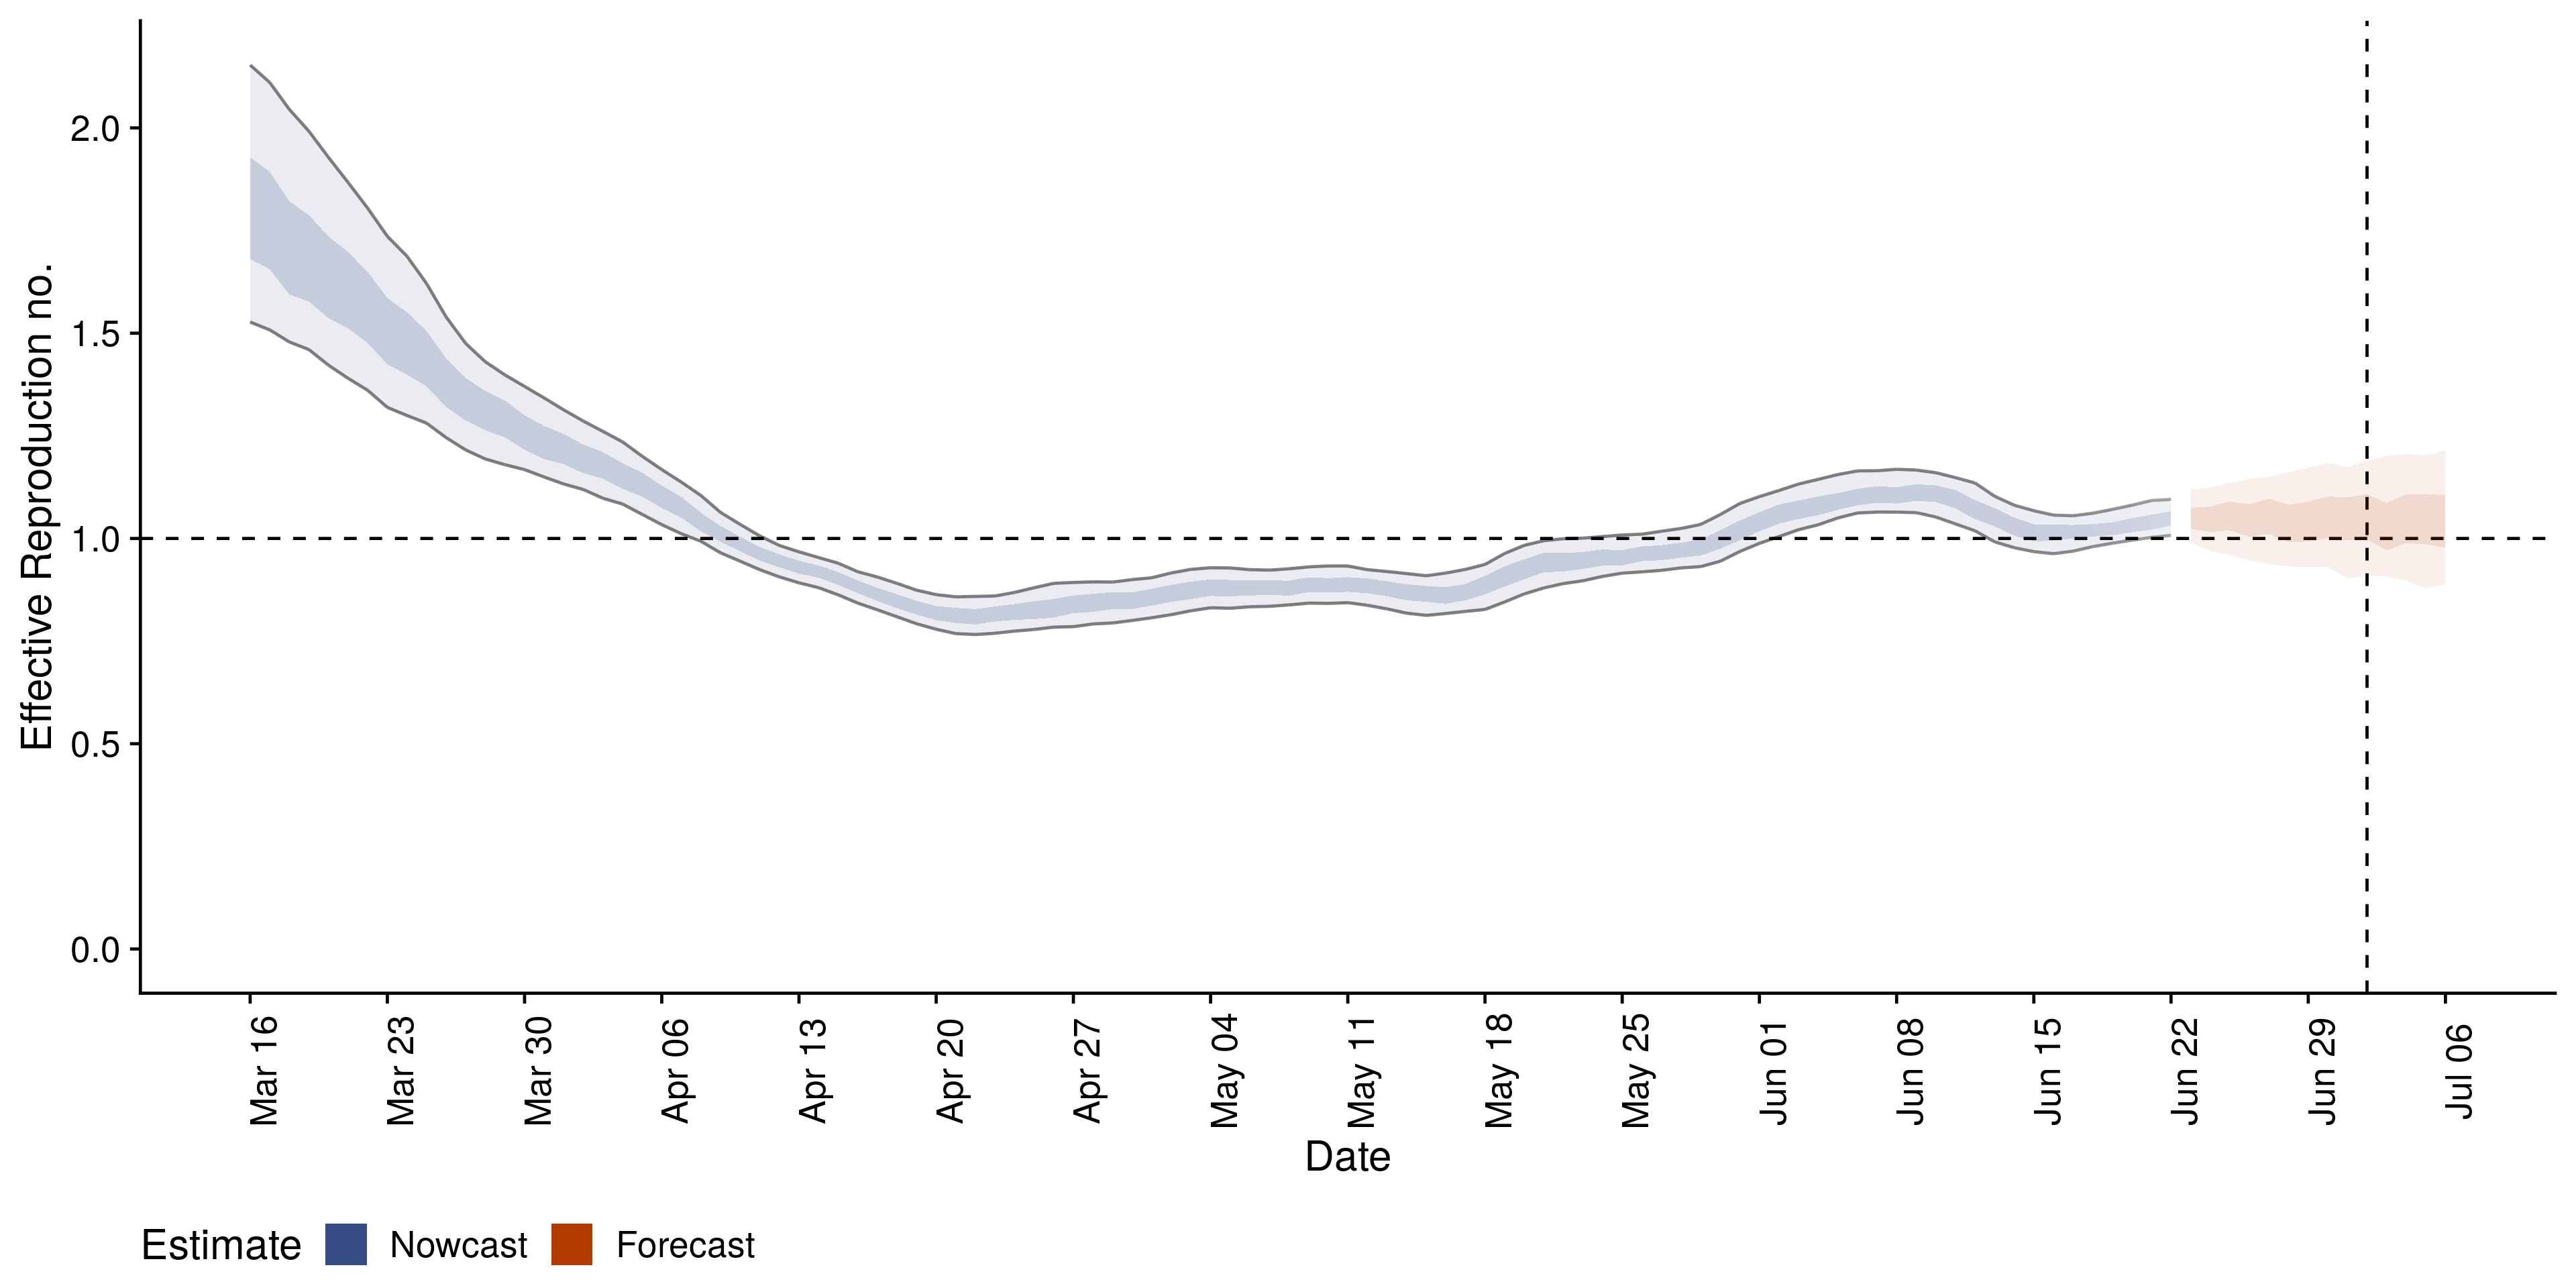 Effective Reproduction no.
2.0
1.5
1.0
0.5
0.0
Mar 16
Mar 23
Mar 30
Apr 06
Apr 13
Apr 20
Apr 27
May 04
May 11
May 18
May 25
Jun 01
Jun 08
Jun 15
Jun 22
Jun 29
Jul 06
Date
Estimate Nowcast Forecast